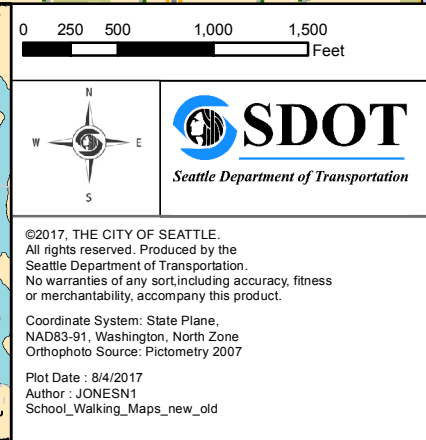 0 250 500 1,000 1,500
Feet
N
W E
S
SDOT
Seattle Department of Transportation
©2017, THE CITY OF SEATTLE.
All rights reserved. Produced by the
Seattle Department of Transportation.
No warranties of any sort,including accuracy, fitness
or merchantability, accompany this product.
Coordinate System: State Plane,
NAD83-91, Washington, North Zone
Orthophoto Source: Pictometry 2007
Plot Date : 8/4/2017
Author : JONESN1
School_Walking_Maps_new_old